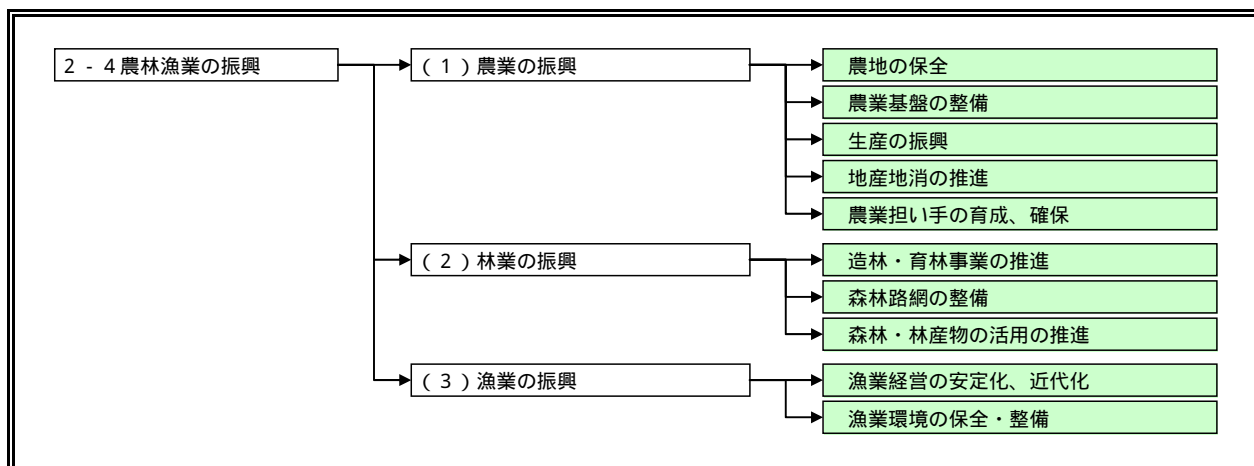 2 - 4農林漁業の振興
(1)農業の振興
農地の保全
農業基盤の整備
生産の振興
地産地消の推進
農業担い手の育成、確保
(2)林業の振興
造林・育林事業の推進
森林路網の整備
森林・林産物の活用の推進
(3)漁業の振興
漁業経営の安定化、近代化
漁業環境の保全・整備